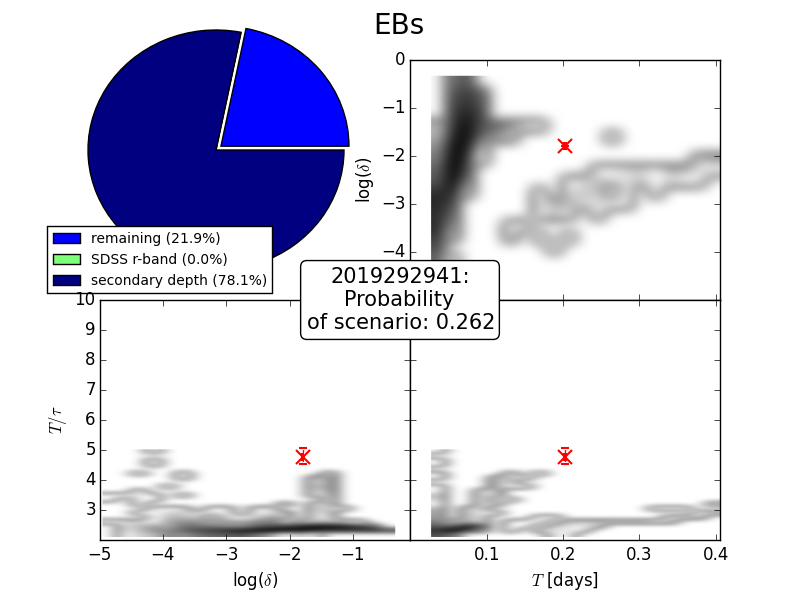 EBs
remaining (21.9%)
SDSS r-band (0.0%)
secondary depth (78.1%)
0
−1
−2
−3
−4
log(δ)
2019292941:
Probability
of scenario: 0.262
10
9
8
7
6
5
4
3
T/τ
−5 −4 −3 −2 −1
log(δ)
0.1 0.2 0.3 0.4
T [days]